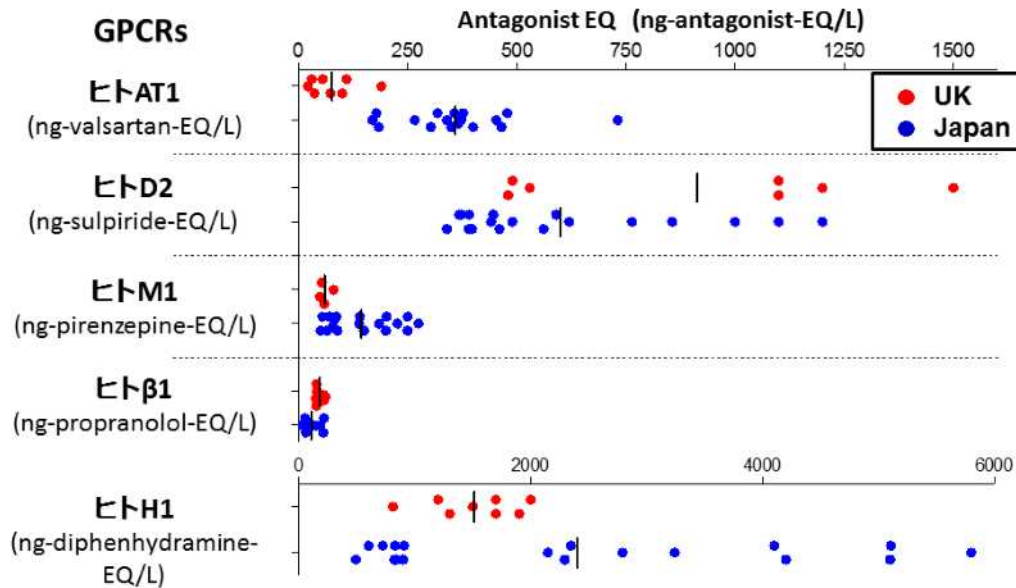 GPCRs
Antagonist EQ (ng-antagonist-EQ/L)
0 250 500 750 1000 1250 1500
ヒトAT1
(ng-valsartan-EQ/L)
UK
Japan
ヒトD2
(ng-sulpiride-EQ/L)
ヒトM1
(ng-pirenzepine-EQ/L)
ヒトβ1
(ng-propranolol-EQ/L)
0 2000 4000 6000
ヒトH1
(ng-diphenhydramine-
EQ/L)